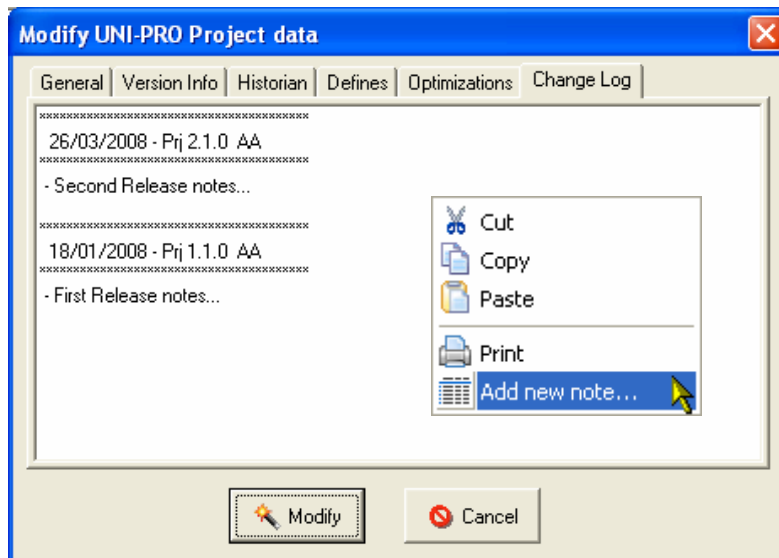 Modify UNI-PRO Project data
General Version Info Historian Defines Optimizations Change Log
****************************************
26/03/2008 - Prj 2.1.0 AA
****************************************
- Second Release notes...
****************************************
18/01/2008 - Prj 1.1.0 AA
****************************************
- First Release notes...
Cut
Copy
Paste
Print
Add new note...
Modify Cancel